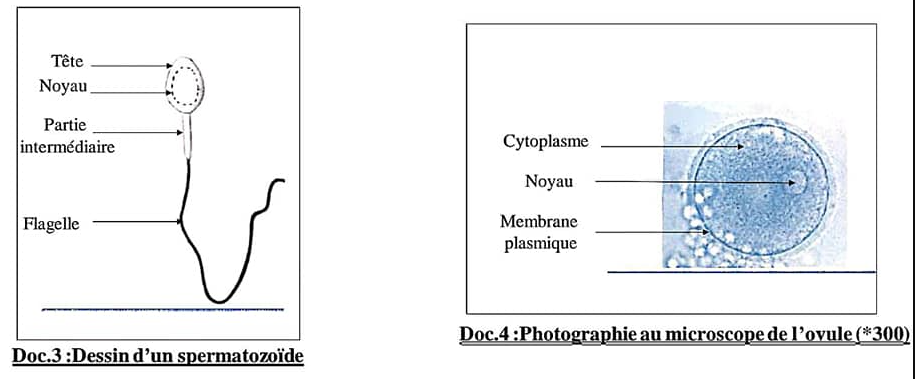 Tête
Noyau
Partie
intermédiaire
Flagelle
Doc.3 :Dessin d'un spermatozoïde
Cytoplasme
Noyau
Membrane
plasmique
Doc.4 :Photographie au microscope de l'ovule (*300)